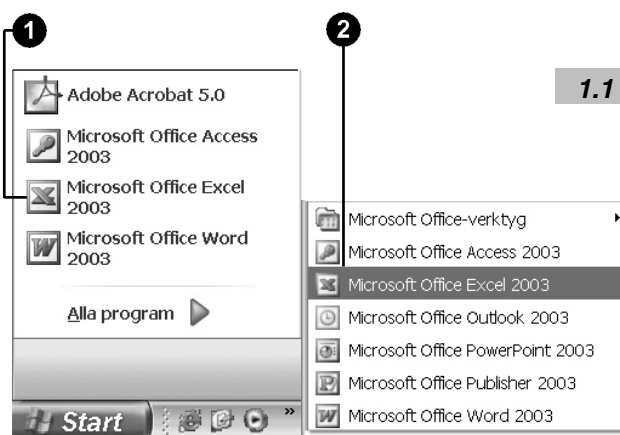 1
2
1.1
Adobe Acrobat 5.0
Microsoft Office Access
2003
Microsoft Office Excel
2003
Microsoft Office Word
2003
Alla program
Start
»
Microsoft Office-verktyg
Microsoft Office Access 2003
Microsoft Office Excel 2003
Microsoft Office Outlook 2003
Microsoft Office PowerPoint 2003
Microsoft Office Publisher 2003
Microsoft Office Word 2003